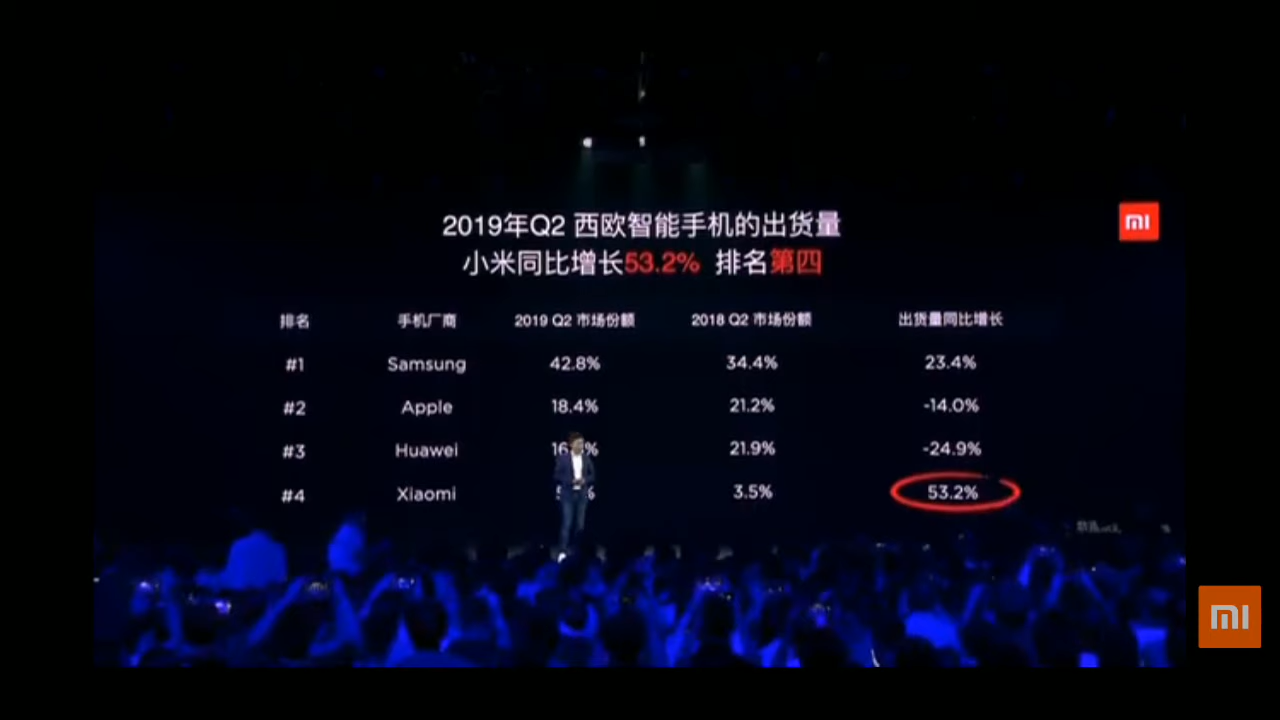 2019年Q2 西欧智能手机的出货量
小米同比增长53.2% 排名第四
排名 手机厂商 2019 Q2 市场份额 2018 Q2 市场份额 出货量同比增长
#1 Samsung 42.8% 34.4% 23.4%
#2 Apple 18.4% 21.2% -14.0%
#3 Huawei 21.9% -24.9%
#4 Xiaomi 3.5% 53.2%
mi
mi